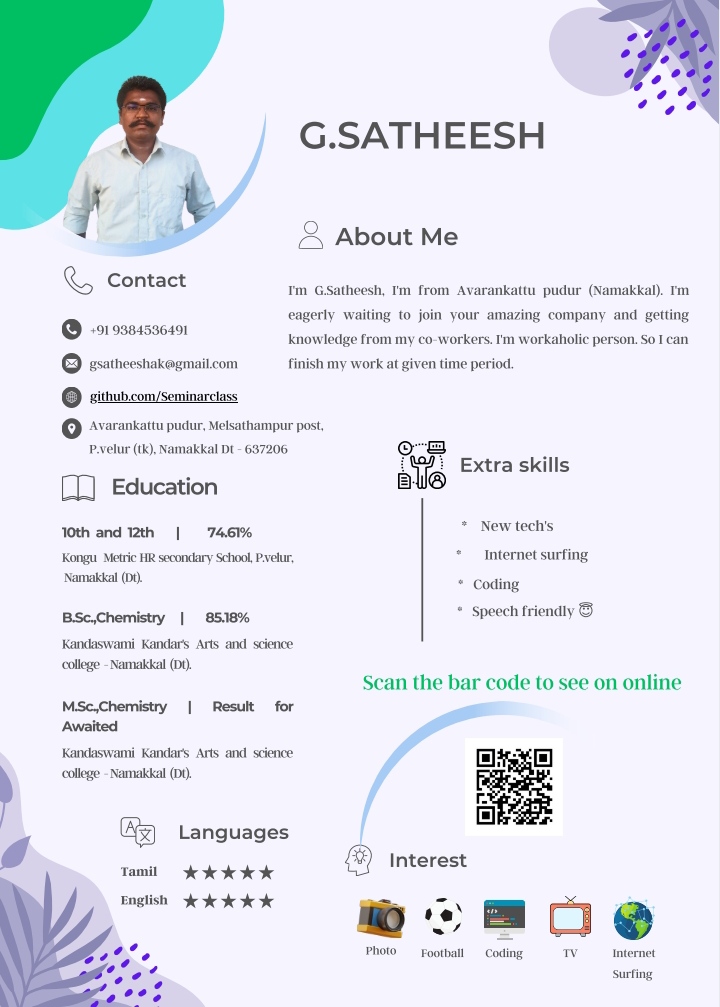 G.SATHEESH
About Me
I'm G.Satheesh, I'm from Avarankattu pudur (Namakkal). I'm
eagerly waiting to join your amazing company and getting
knowledge from my co-workers. I'm workaholic person. So I can
finish my work at given time period.
Contact
+91 9384536491
gsatheeshak@gmail.com
github.com/Seminarclass
Avarankattu pudur, Melsathampur post,
P.velur (tk), Namakkal Dt - 637206
Education
10th and 12th | 74.61%
Kongu Metric HR secondary School, P.velur,
Namakkal (Dt).
B.Sc.,Chemistry | 85.18%
Kandaswami Kandar's Arts and science
college - Namakkal (Dt).
M.Sc.,Chemistry | Result for
Awaited
Kandaswami Kandar's Arts and science
college - Namakkal (Dt).
Languages
Tamil ★★★★★
English ★★★★★
Extra skills
* New tech's
* Internet surfing
* Coding
* Speech friendly 😇
Scan the bar code to see on online
Interest
Photo Football Coding TV Internet
Surfing